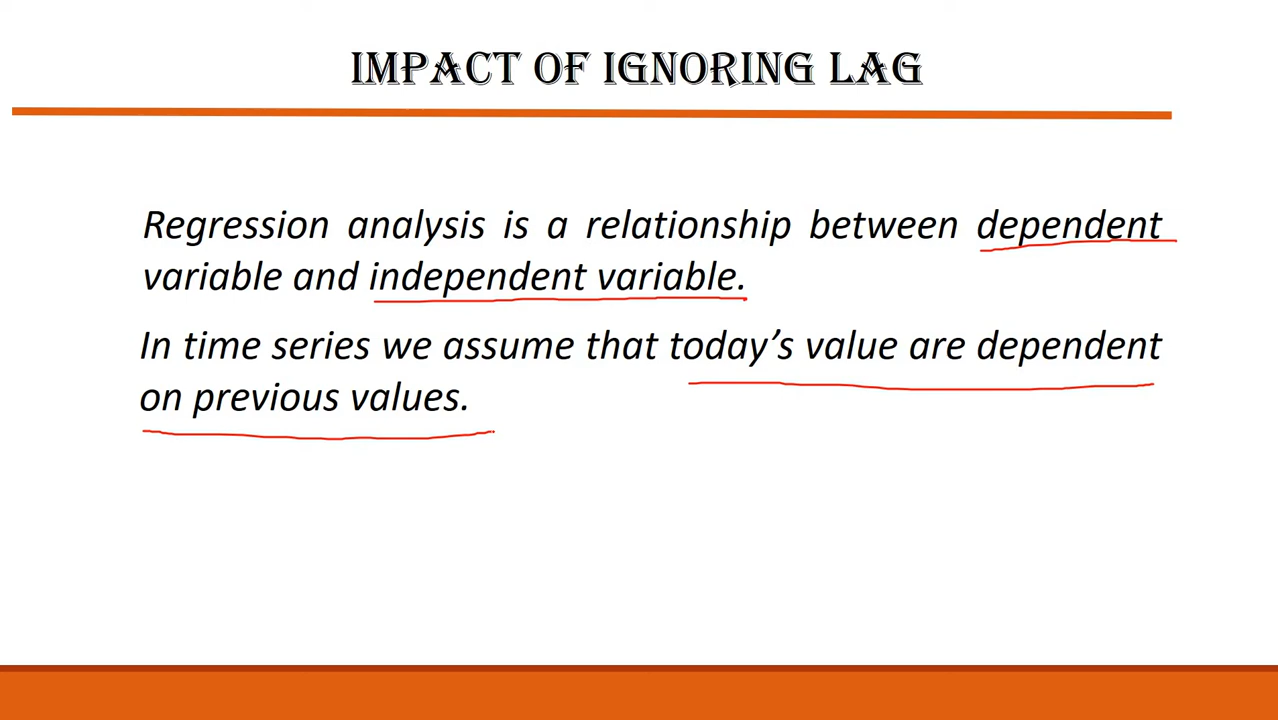 IMPACT OF IGNORING LAG
Regression analysis is a relationship between dependent
variable and independent variable.
In time series we assume that today’s value are dependent
on previous values.